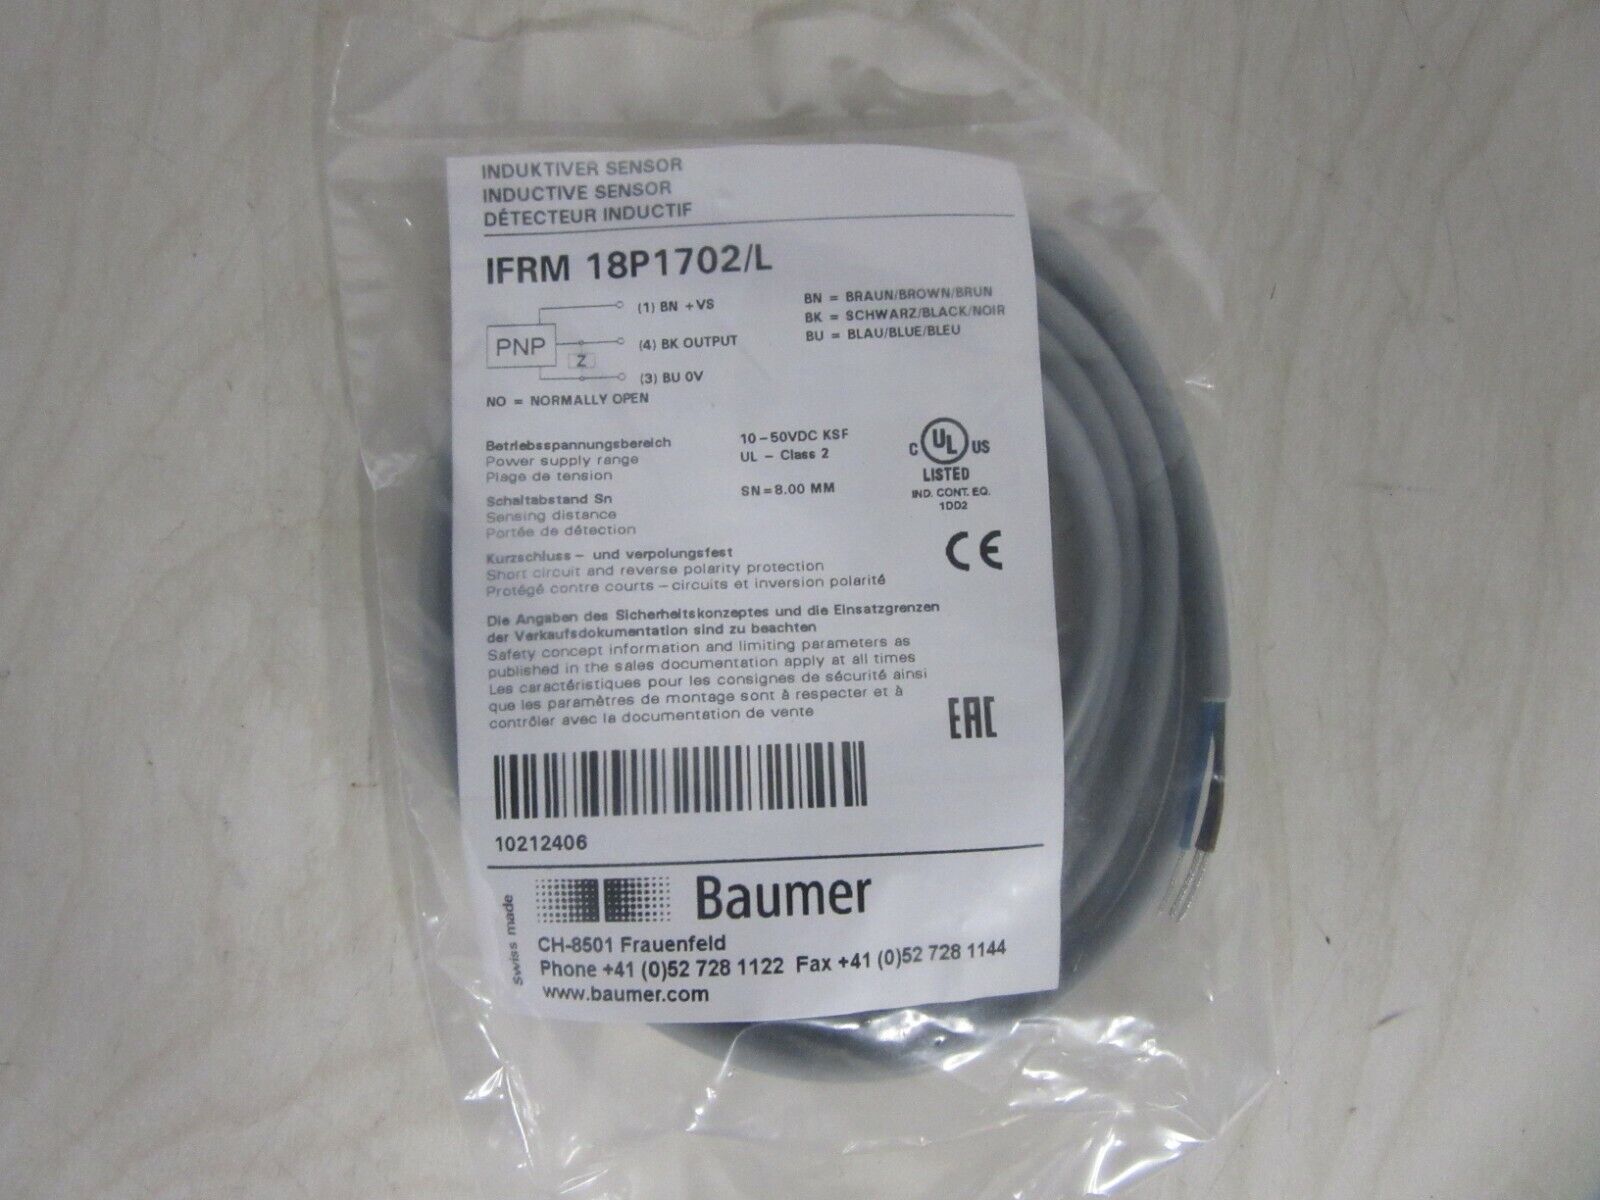 INDUKTIVER SENSOR
INDUCTIVE SENSOR
DÉTECTEUR INDUCTIF
IFRM 18P1702/L
PNP
Z
(1) BN +VS
(4) BK OUTPUT
(3) BU 0V
BN = BRAUN/BROWN/BRUN
BK = SCHWARZ/BLACK/NOIR
BU = BLAU/BLUE/BLEU
NO = NORMALLY OPEN
Betriebsspannungsbereich
Power supply range
Plage de tension
10-50VDC KSF
UL - Class 2
Schaltabstand Sn
Sensing distance
Portée de détection
SN=8.00 MM
C UL US
LISTED
IND. CONT. EQ.
1DD2
CE
Kurzschluss- und verpolungsfest
Short circuit and reverse polarity protection
Protégé contre courts-circuits et inversion polarité
Die Angaben des Sicherheitskonzeptes und die Einsatzgrenzen
der Verkaufsdokumentation sind zu beachten
Safety concept information and limiting parameters as
published in the sales documentation apply at all times
Les caractéristiques pour les consignes de sécurité ainsi
que les paramètres de montage sont à respecter et à
contrôler avec la documentation de vente
EAC
10212406
Swiss made
Baumer
CH-8501 Frauenfeld
Phone +41 (0)52 728 1122 Fax +41 (0)52 728 1144
www.baumer.com